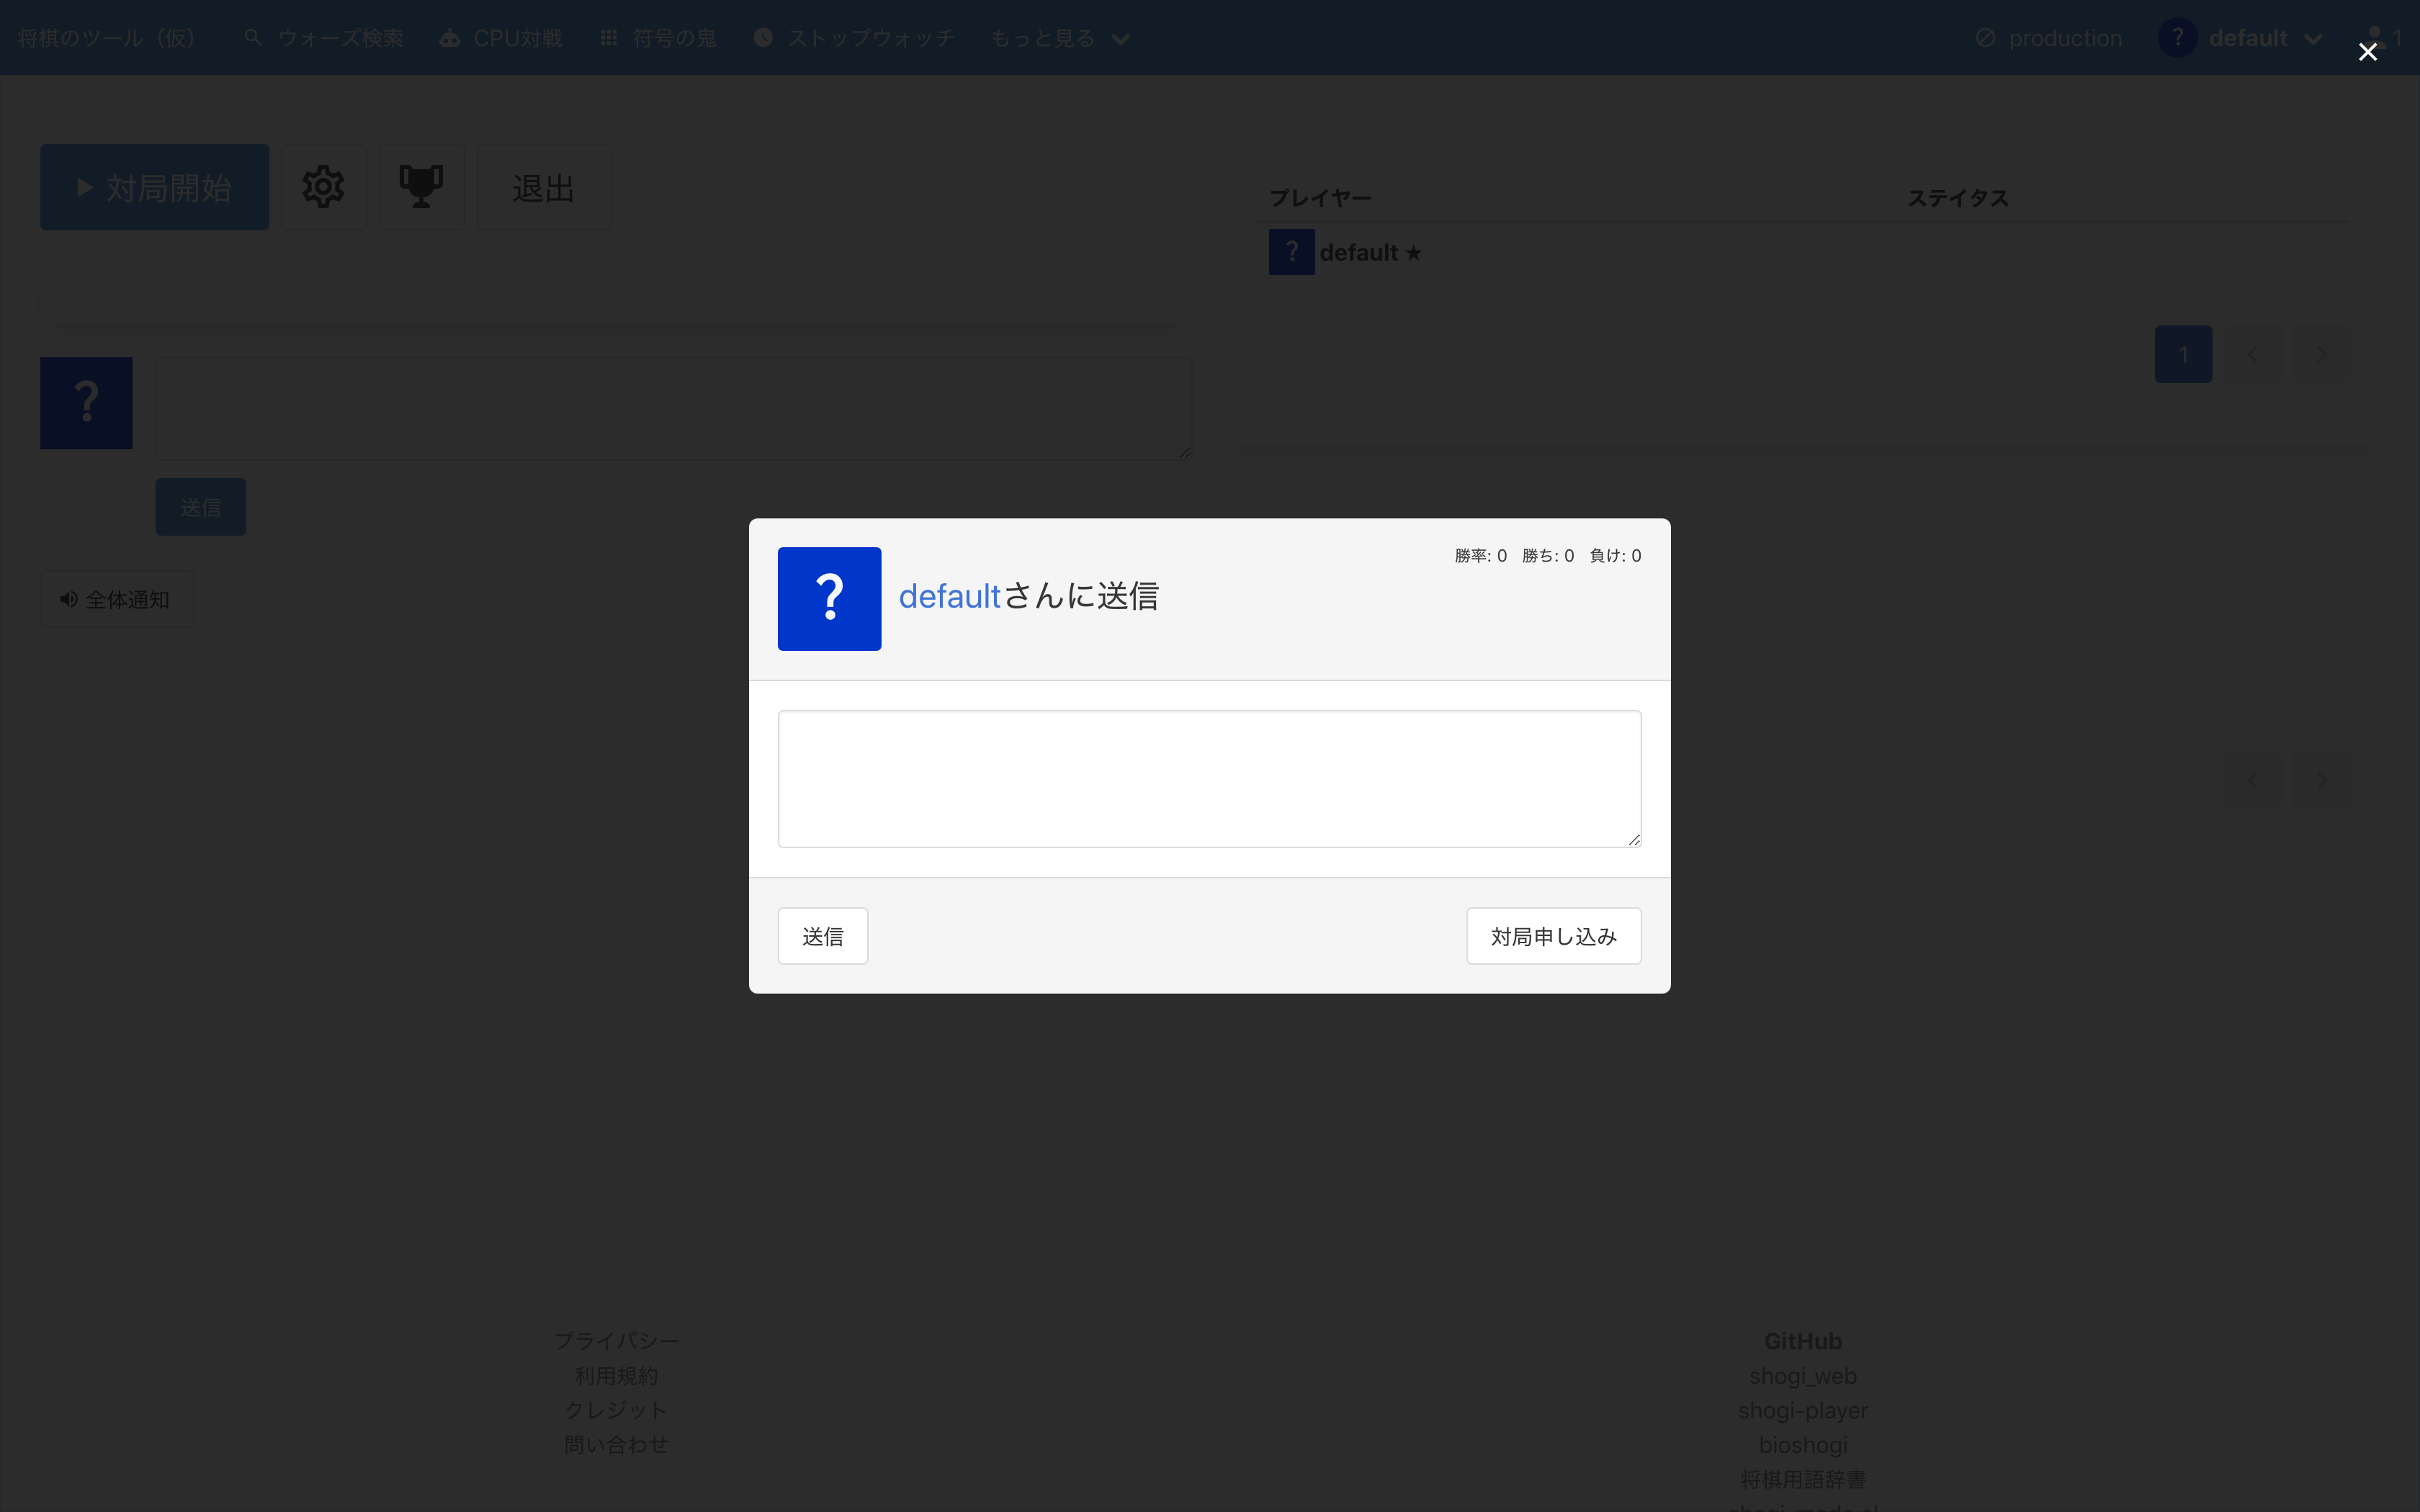 将棋のツール（仮） ウォーズ検索 CPU対戦 符号の鬼 ストップウォッチ もっと見る production ? default 1
対局開始 退出
プレイヤー ステイタス
? default ★
1
?
送信
全体通知
勝率: 0 勝ち: 0 負け: 0
? defaultさんに送信
送信 対局申し込み
プライバシー
利用規約
クレジット
問い合わせ
GitHub
shogi_web
shogi-player
bioshogi
将棋用語辞書